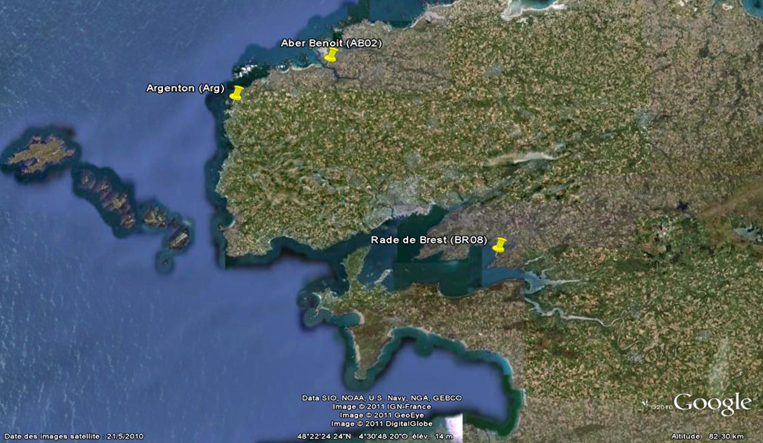 Aber Benoit (AB02)
Argenton (Arg)
Rade de Brest (BR08)
Data SIO, NOAA, U.S. Navy, NGA, GEBCO
Image © 2011 IGN-France
Image © 2011 GeoEye
Image © 2011 DigitalGlobe
©2010 Google
Date des images satellite : 21/5/2010 48°22'24.24"N 4°30'48.20"O élév. 14 m Altitude 82.30 km